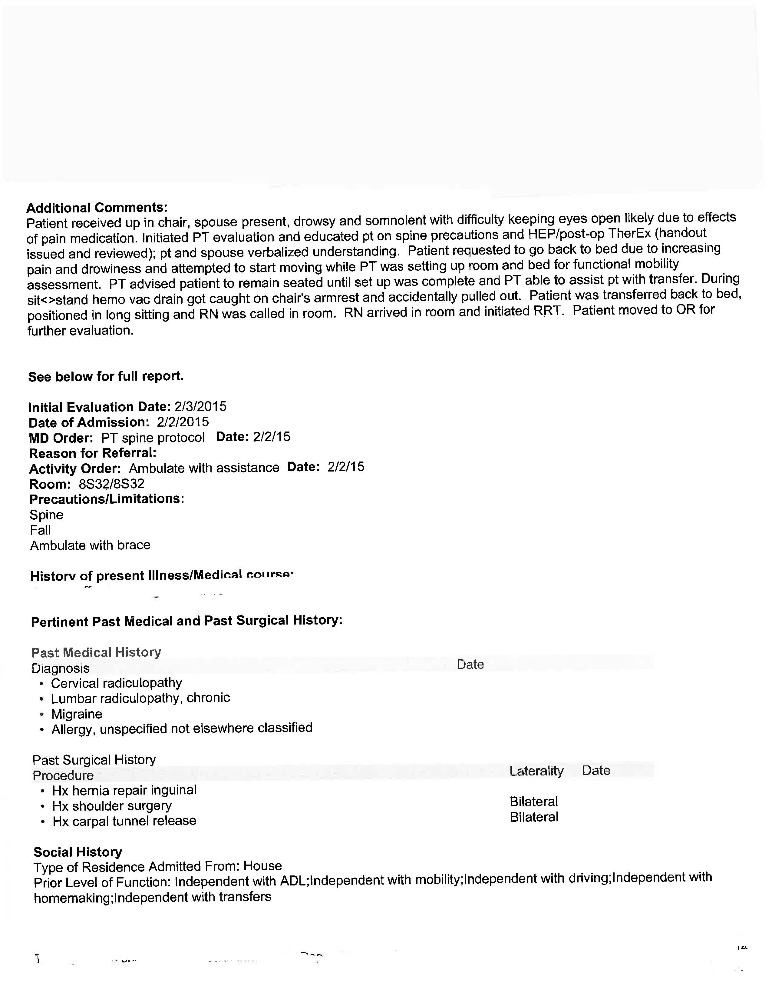 Additional Comments:
Patient received up in chair, spouse present, drowsy and somnolent with difficulty keeping eyes open likely due to effects
of pain medication. Initiated PT evaluation and educated pt on spine precautions and HEP/post-op TherEx (handout
issued and reviewed); pt and spouse verbalized understanding.  Patient requested to go back to bed due to increasing
pain and drowiness and attempted to start moving while PT was setting up room and bed for functional mobility
assessment.  PT advised patient to remain seated until set up was complete and PT able to assist pt with transfer. During
sit<>stand hemo vac drain got caught on chair's armrest and accidentally pulled out.  Patient was transferred back to bed,
positioned in long sitting and RN was called in room.  RN arrived in room and initiated RRT.  Patient moved to OR for
further evaluation.
See below for full report.
Initial Evaluation Date: 2/3/2015
Date of Admission:  2/2/2015
MD Order:  PT spine protocol  Date: 2/2/15
Reason for Referral:
Activity Order:  Ambulate with assistance  Date:  2/2/15
Room:  8S32/8S32
Precautions/Limitations:
Spine
Fall
Ambulate with brace
History of present Illness/Medical course:
Pertinent Past Medical and Past Surgical History:
Past Medical History
Diagnosis Date
• Cervical radiculopathy
• Lumbar radiculopathy, chronic
• Migraine
• Allergy, unspecified not elsewhere classified
Past Surgical History
Procedure Laterality Date
• Hx hernia repair inguinal
• Hx shoulder surgery Bilateral
• Hx carpal tunnel release Bilateral
Social History
Type of Residence Admitted From: House
Prior Level of Function: Independent with ADL;Independent with mobility;Independent with driving;Independent with
homemaking;Independent with transfers